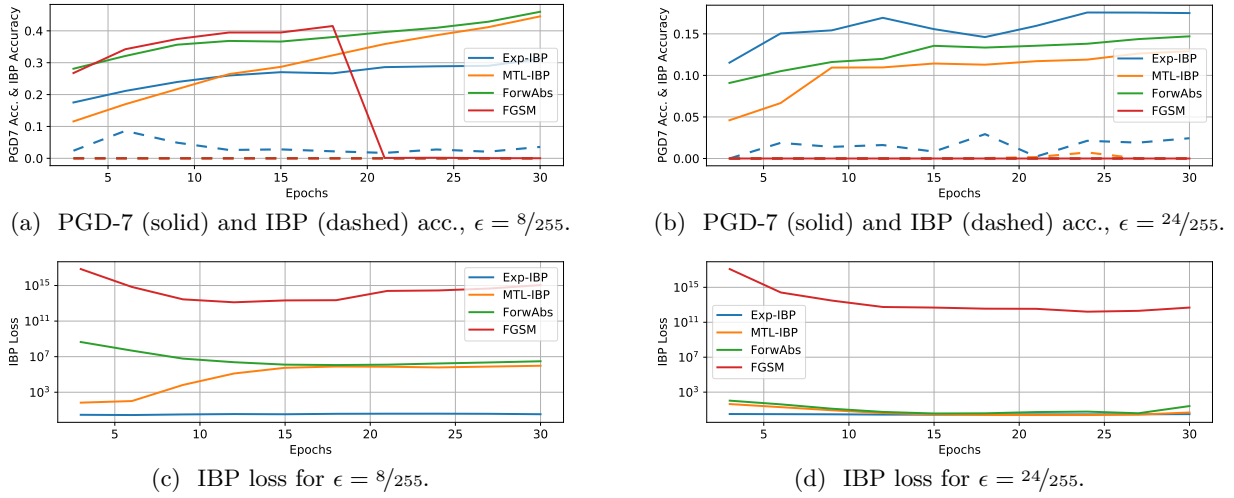 PGD7 Acc. & IBP Accuracy
0.4
0.3
0.2
0.1
0.0
5 10 15 20 25 30
Epochs
Exp-IBP
MTL-IBP
ForwAbs
FGSM
(a) PGD-7 (solid) and IBP (dashed) acc., ϵ = 8/255.
PGD7 Acc. & IBP Accuracy
0.15
0.10
0.05
0.00
5 10 15 20 25 30
Epochs
Exp-IBP
MTL-IBP
ForwAbs
FGSM
(b) PGD-7 (solid) and IBP (dashed) acc., ϵ = 24/255.
IBP Loss
10^15
10^11
10^7
10^3
5 10 15 20 25 30
Epochs
Exp-IBP
MTL-IBP
ForwAbs
FGSM
(c) IBP loss for ϵ = 8/255.
IBP Loss
10^15
10^11
10^7
10^3
5 10 15 20 25 30
Epochs
Exp-IBP
MTL-IBP
ForwAbs
FGSM
(d) IBP loss for ϵ = 24/255.